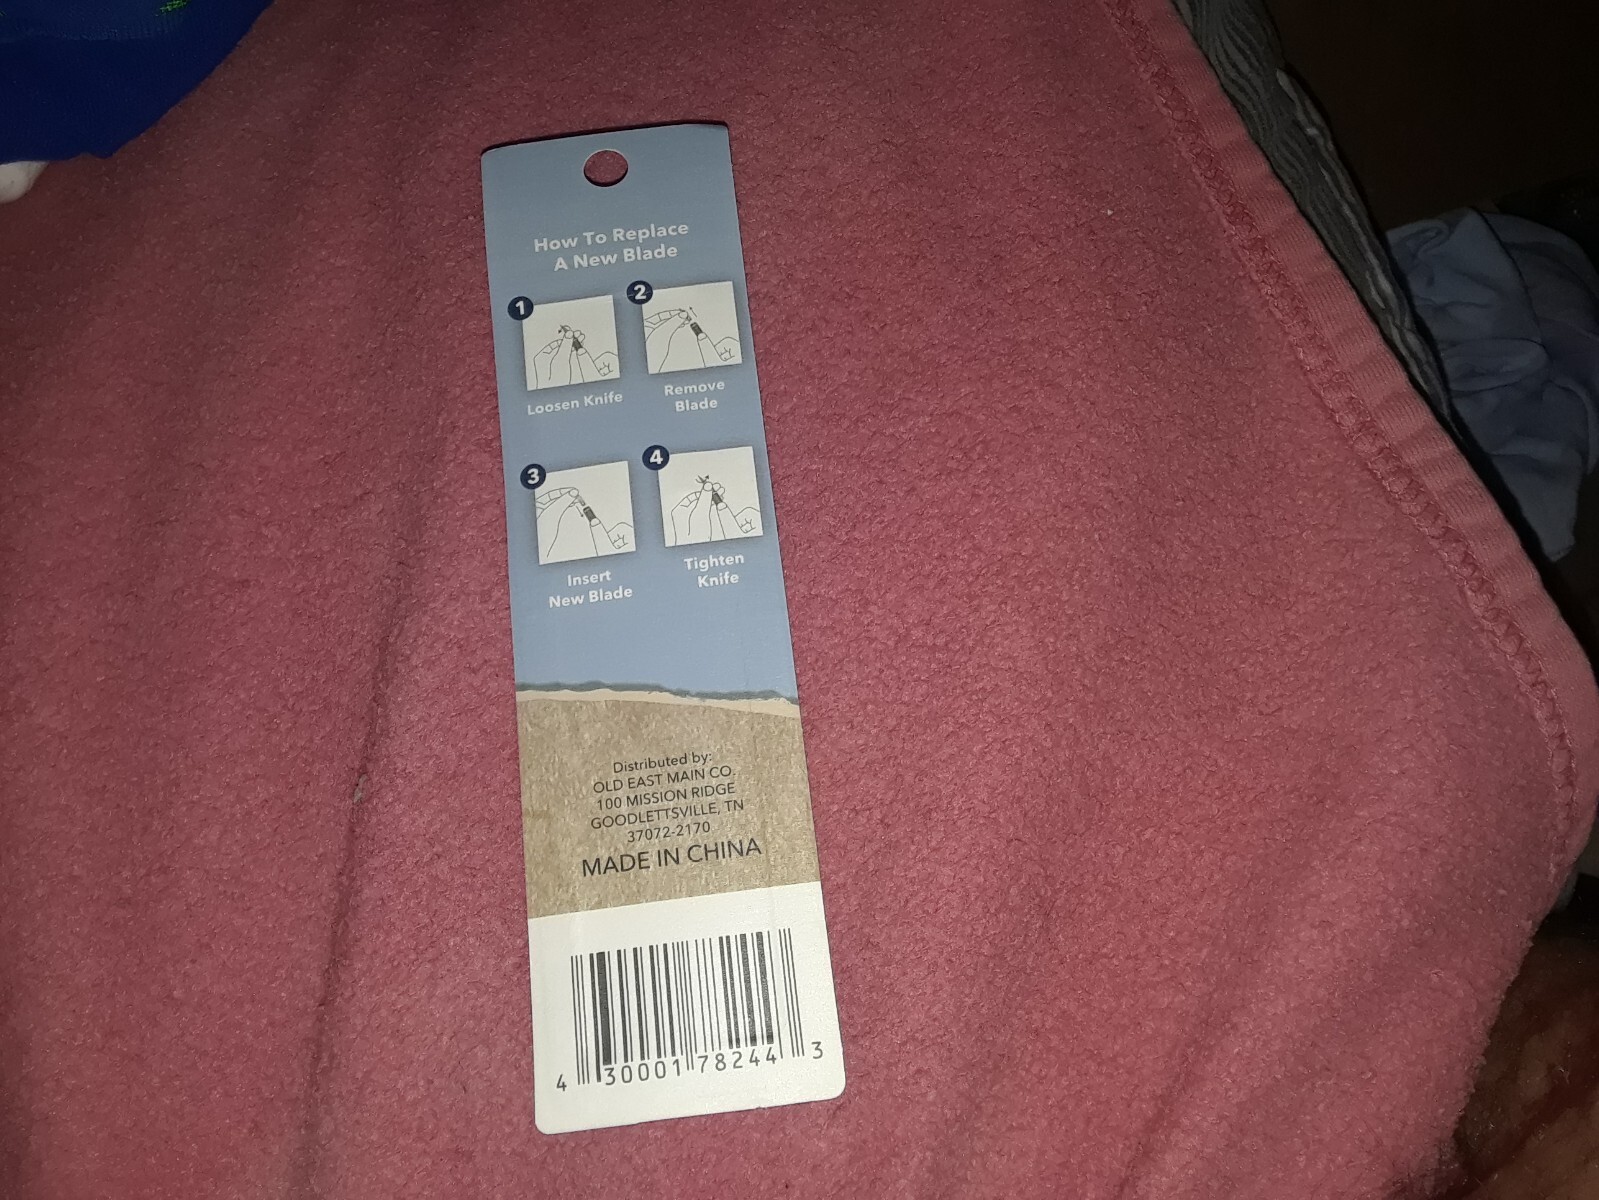 How To Replace
A New Blade
1
2
Loosen Knife
Remove
Blade
3
4
Insert
New Blade
Tighten
Knife
Distributed by:
OLD EAST MAIN CO.
100 MISSION RIDGE
GOODLETTSVILLE, TN
37072-2170
MADE IN CHINA
4 30001 78244 3